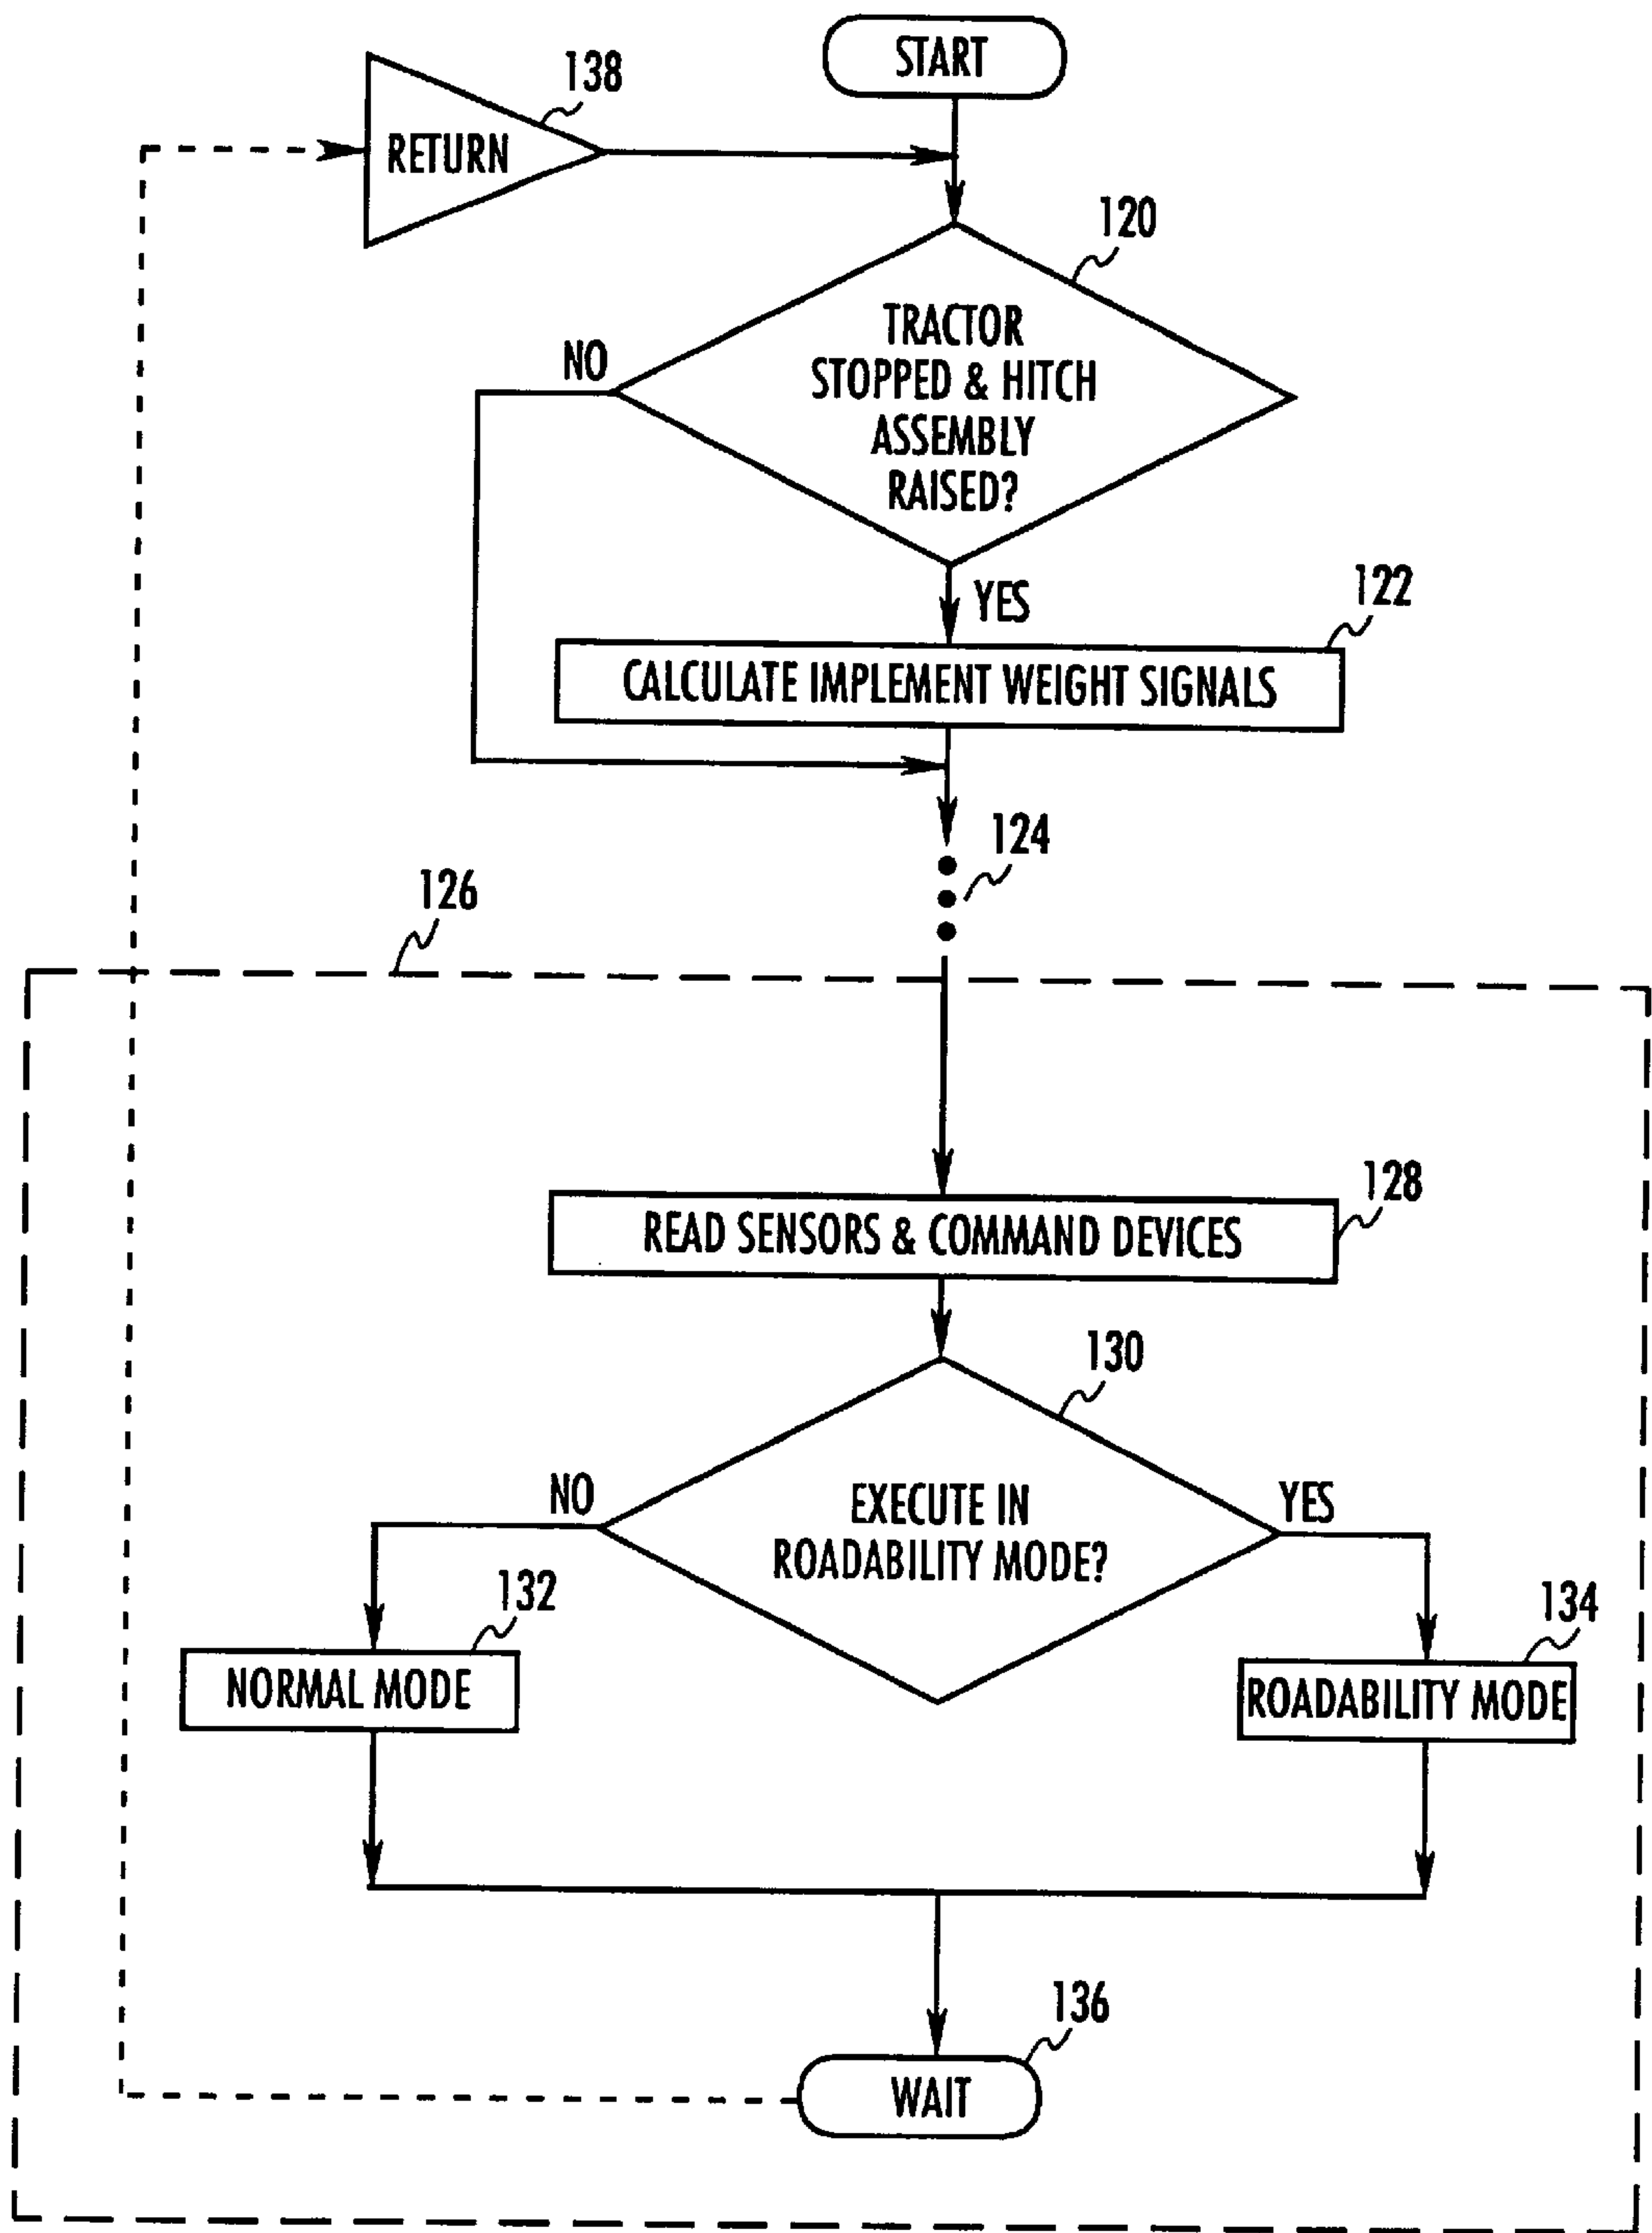 START
138
RETURN
120
TRACTOR
STOPPED & HITCH
ASSEMBLY
RAISED?
NO
YES
122
CALCULATE IMPLEMENT WEIGHT SIGNALS
124
126
128
READ SENSORS & COMMAND DEVICES
130
EXECUTE IN
ROADABILITY MODE?
NO
YES
132
NORMAL MODE
134
ROADABILITY MODE
136
WAIT